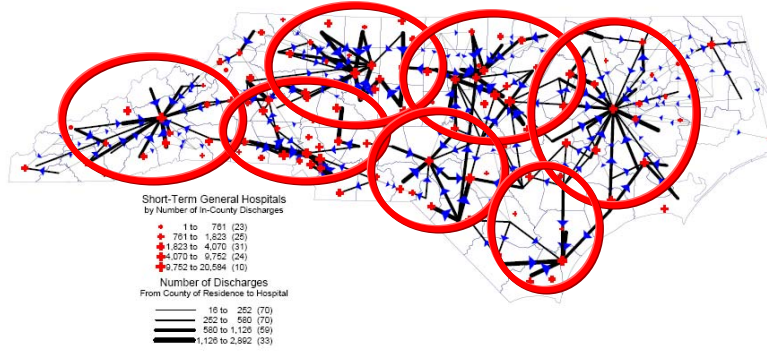 Short-Term General Hospitals
by Number of In-County Discharges
1 to 761 (23)
761 to 1,823 (25)
1,823 to 4,070 (31)
4,070 to 9,752 (24)
9,752 to 20,584 (10)
Number of Discharges
From County of Residence to Hospital
16 to 252 (70)
252 to 580 (70)
580 to 1,126 (59)
1,126 to 2,892 (33)